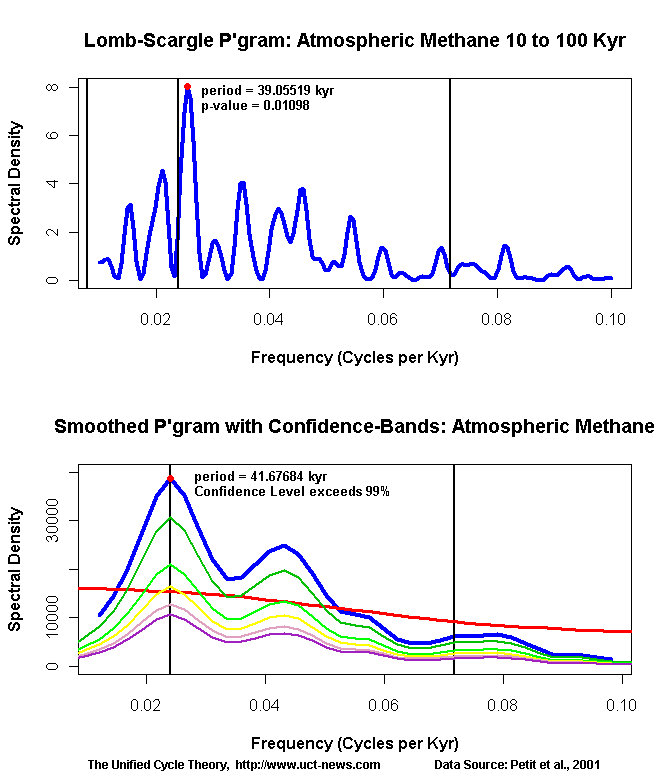 Lomb-Scargle P'gram: Atmospheric Methane 10 to 100 Kyr
period = 39.05519 kyr
p-value = 0.01098
8
6
4
2
0
Spectral Density
0.02 0.04 0.06 0.08 0.10
Frequency (Cycles per Kyr)
Smoothed P'gram with Confidence-Bands: Atmospheric Methane
period = 41.67684 kyr
Confidence Level exceeds 99%
30000
10000
0
Spectral Density
0.02 0.04 0.06 0.08 0.10
Frequency (Cycles per Kyr)
The Unified Cycle Theory, http://www.uct-news.com Data Source: Petit et al., 2001